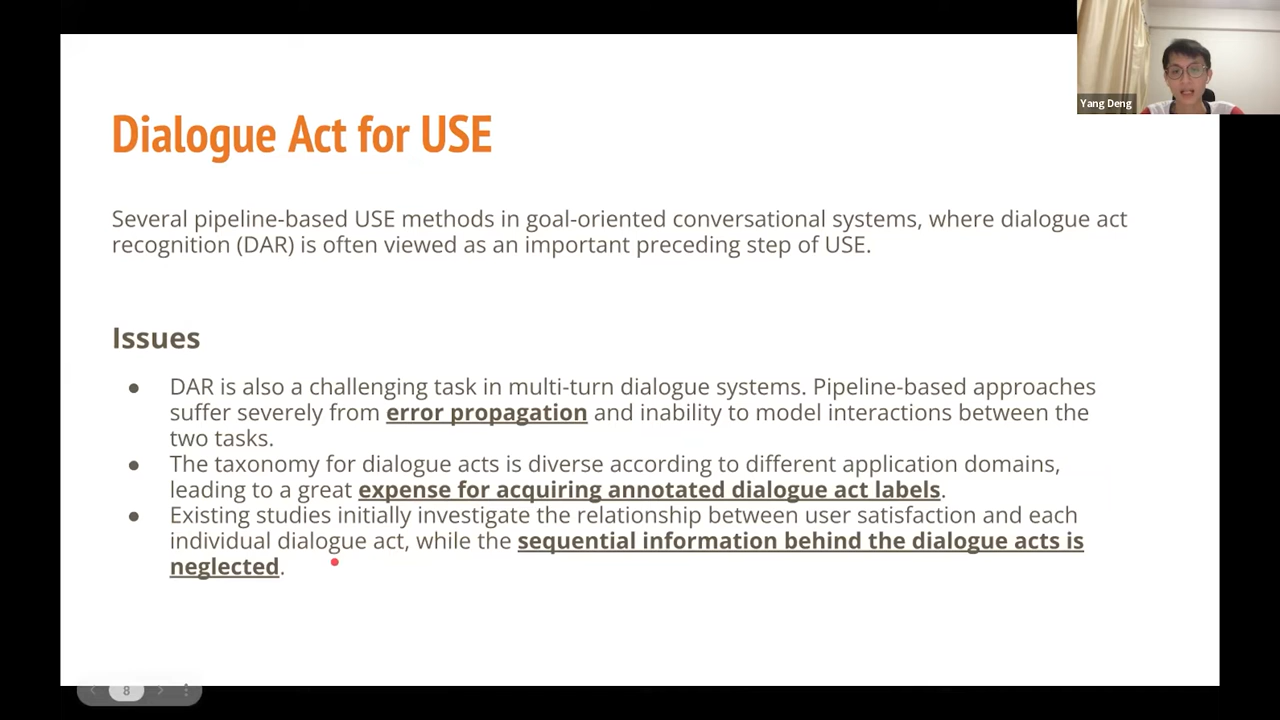 Yang Deng
Dialogue Act for USE
Several pipeline-based USE methods in goal-oriented conversational systems, where dialogue act
recognition (DAR) is often viewed as an important preceding step of USE.
Issues
● DAR is also a challenging task in multi-turn dialogue systems. Pipeline-based approaches
suffer severely from error propagation and inability to model interactions between the
two tasks.
● The taxonomy for dialogue acts is diverse according to different application domains,
leading to a great expense for acquiring annotated dialogue act labels.
● Existing studies initially investigate the relationship between user satisfaction and each
individual dialogue act, while the sequential information behind the dialogue acts is
neglected.
8